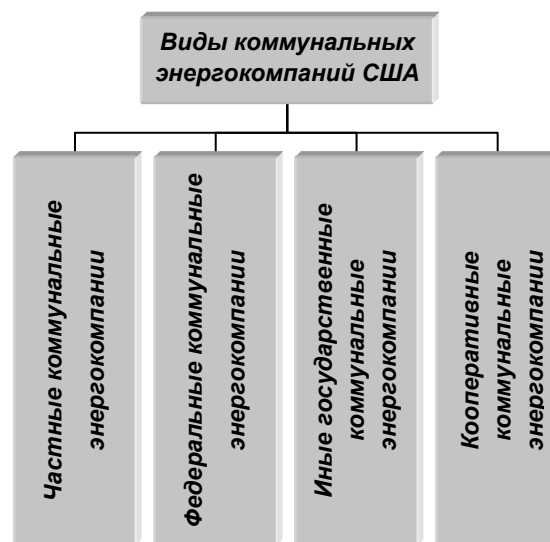 Виды коммунальных
энергокомпаний США
Частные коммунальные
энергокомпании
Федеральные коммунальные
энергокомпании
Иные государственные
коммунальные
энергокомпании
Кооперативные
коммунальные
энергокомпании